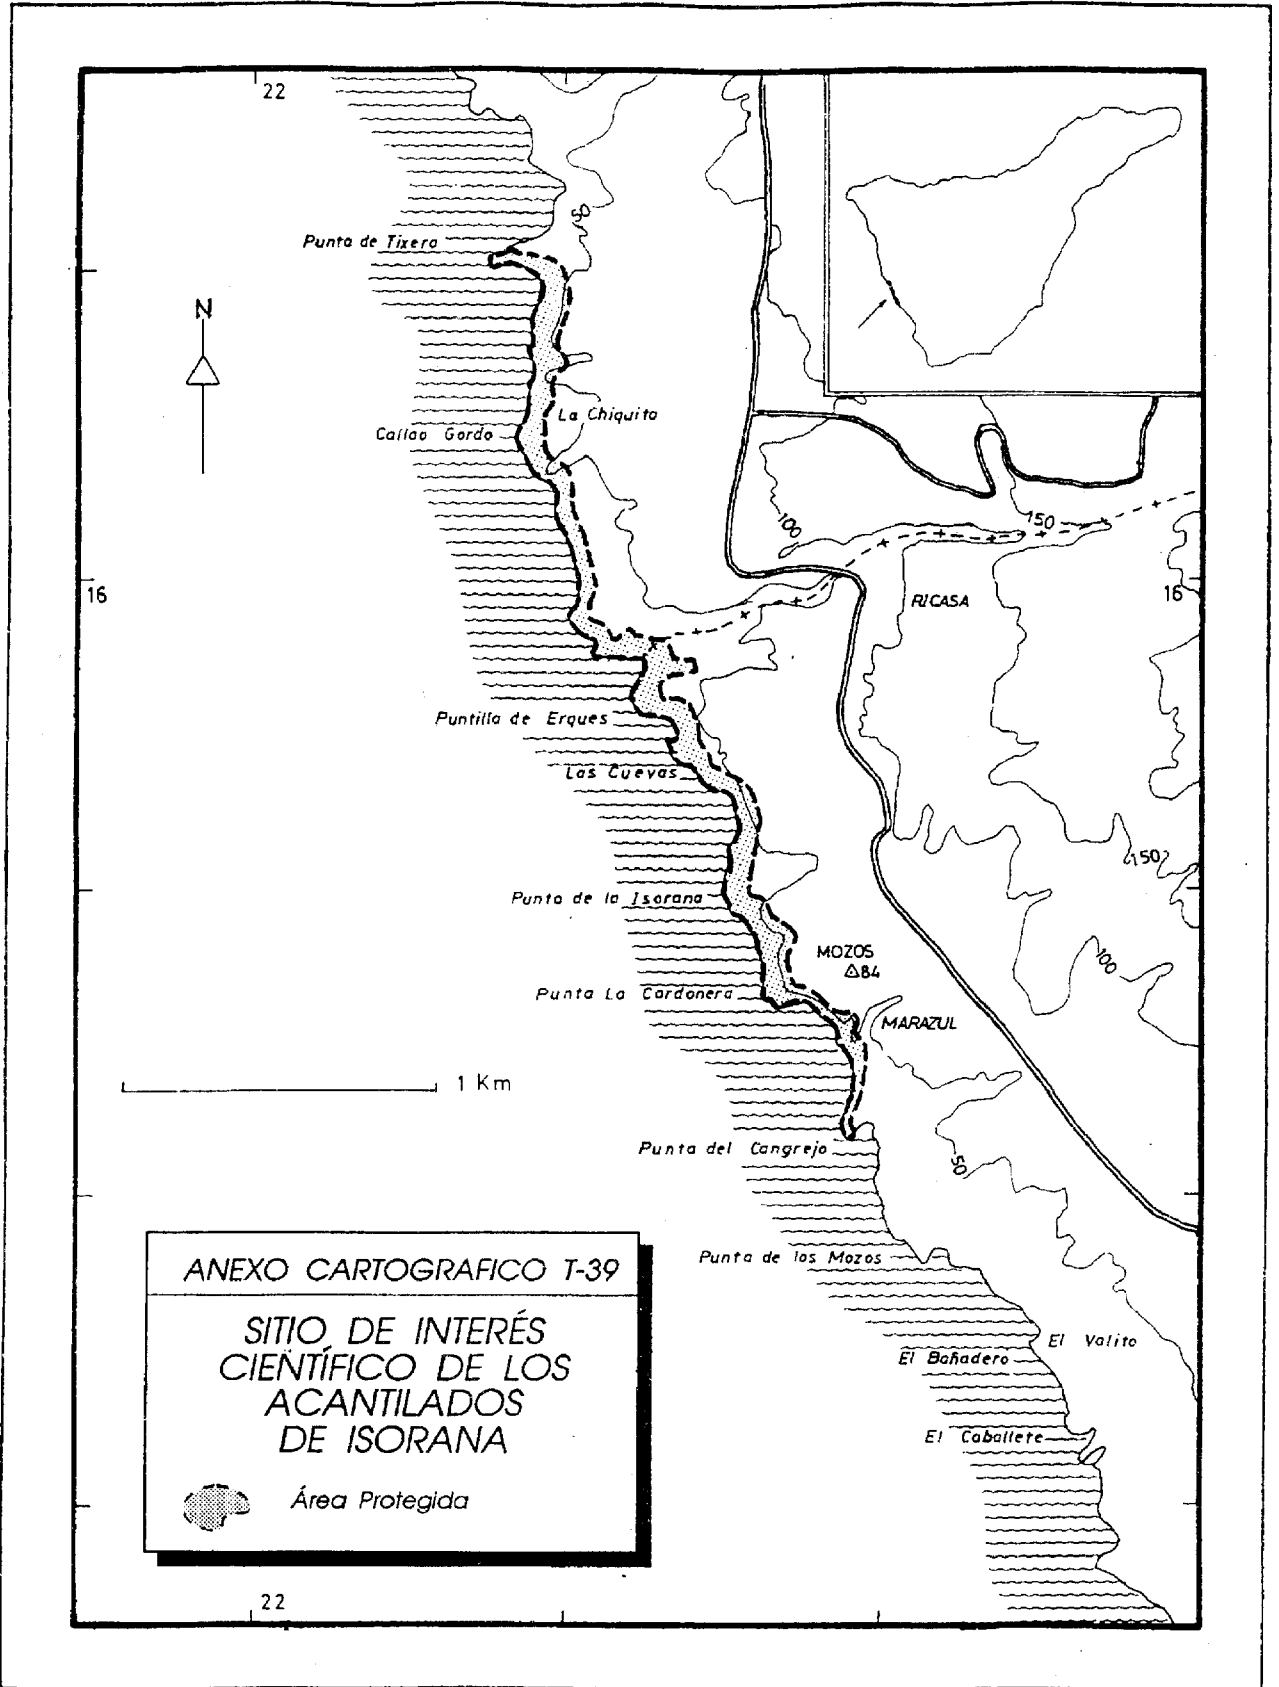 22
50
Punta de Tixera
N
La Chiquita
Callao Gordo
100
150
16
16
RICASA
Puntilla de Erques
Las Cuevas
150
Punta de la Isorana
MOZOS
84
100
Punta La Cardonera
MARAZUL
1 Km
Punta del Cangrejo
50
Punta de los Mozos
ANEXO CARTOGRAFICO T-39
SITIO DE INTERÉS
CIENTÍFICO DE LOS
ACANTILADOS
DE ISORANA
El Valito
El Bañadero
El Caballete
Área Protegida
22